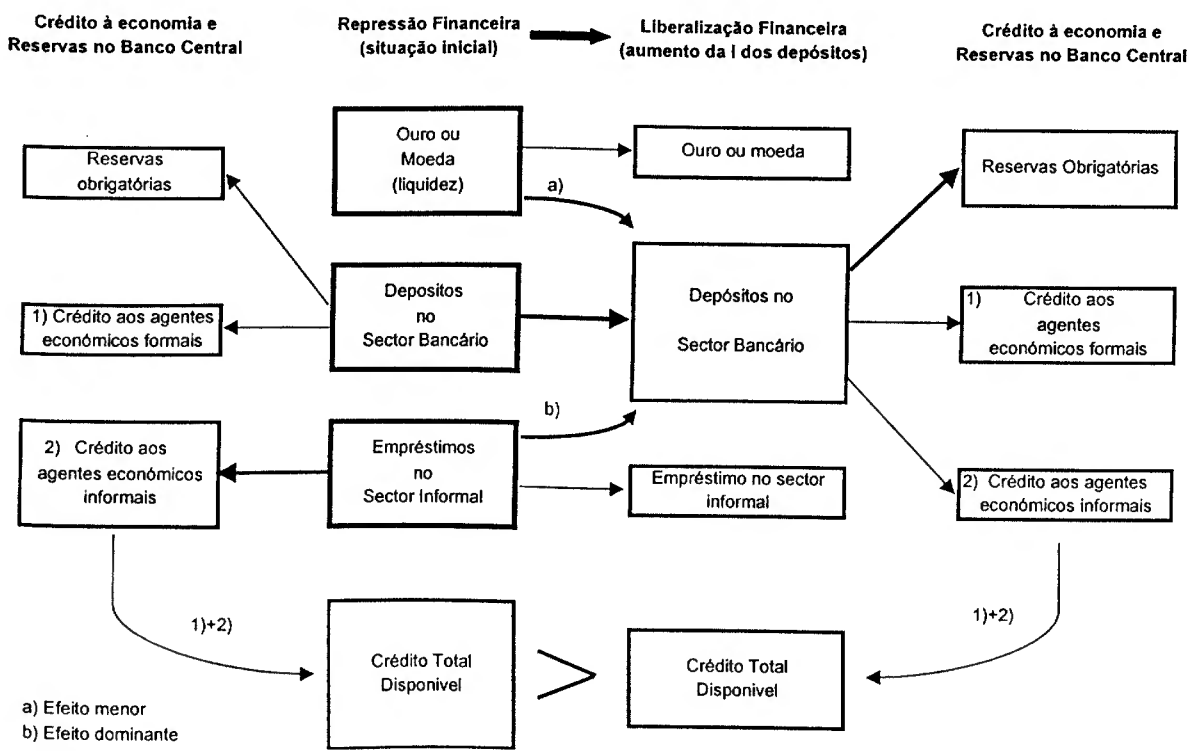 Crédito à economia e
Reservas no Banco Central
Repressão Financeira
(situação inicial)
Liberalização Financeira
(aumento da i dos depósitos)
Crédito à economia e
Reservas no Banco Central
Reservas
obrigatórias
Ouro ou
Moeda
(liquidez)
a)
Ouro ou moeda
Reservas Obrigatórias
1) Crédito aos agentes
económicos formais
Depositos
no
Sector Bancário
Depósitos no
Sector Bancário
1) Crédito aos
agentes
económicos formais
b)
2) Crédito aos
agentes económicos
informais
Empréstimos
no
Sector Informal
Empréstimo no sector
informal
2) Crédito aos agentes
económicos informais
1)+2)
Crédito Total
Disponivel
>
Crédito Total
Disponivel
1)+2)
a) Efeito menor
b) Efeito dominante